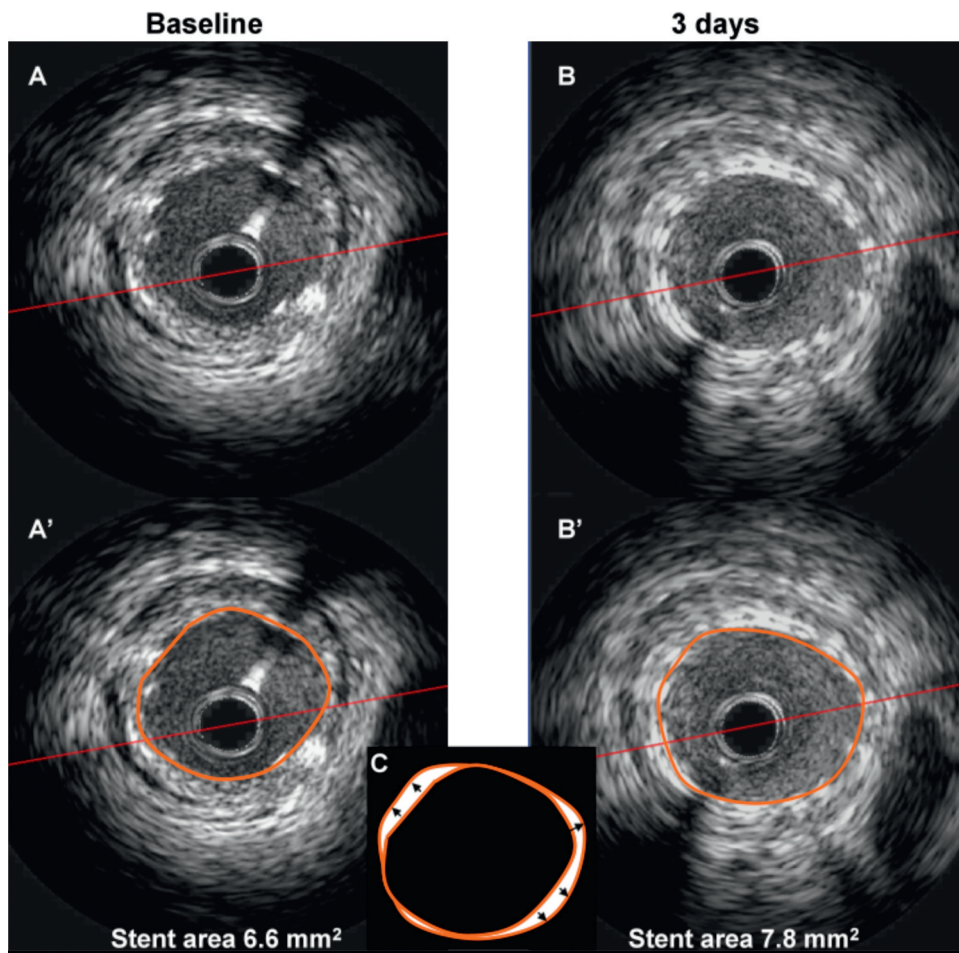 Baseline
3 days
A
B
A'
B'
C
Stent area 6.6 mm²
Stent area 7.8 mm²